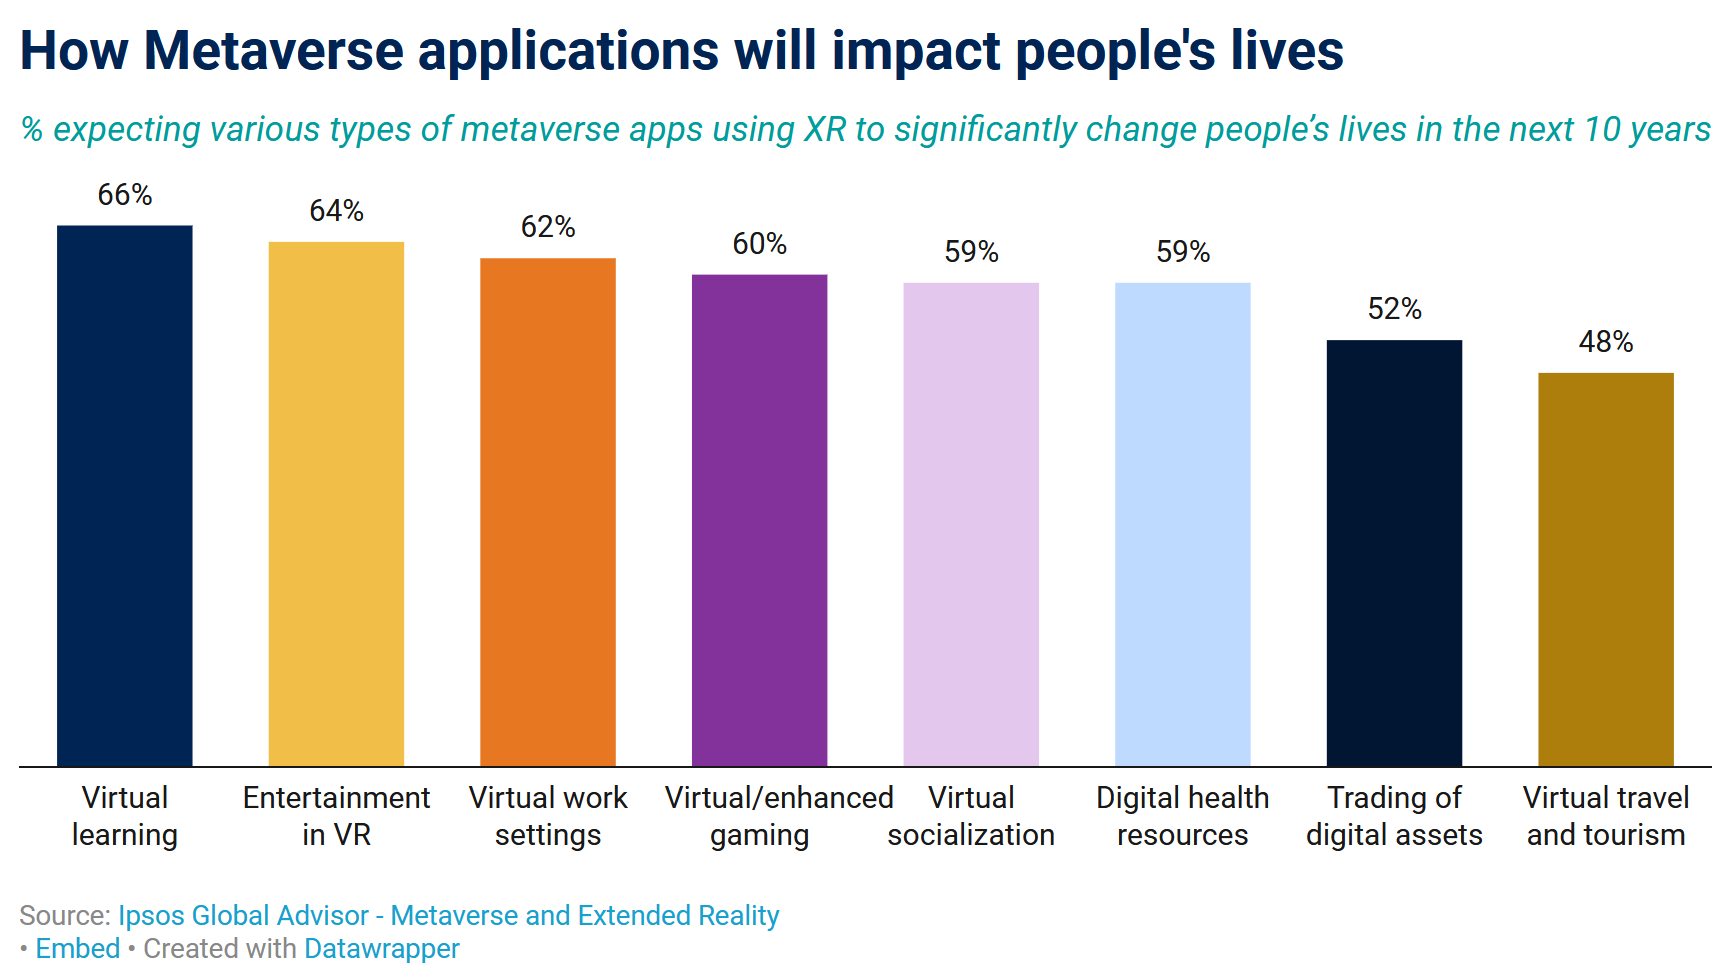 How Metaverse applications will impact people's lives
% expecting various types of metaverse apps using XR to significantly change people’s lives in the next 10 years
66%
64%
62%
60%
59%
59%
52%
48%
Virtual
learning
Entertainment
in VR
Virtual work
settings
Virtual/enhanced
gaming
Virtual
socialization
Digital health
resources
Trading of
digital assets
Virtual travel
and tourism
Source: Ipsos Global Advisor - Metaverse and Extended Reality
• Embed • Created with Datawrapper